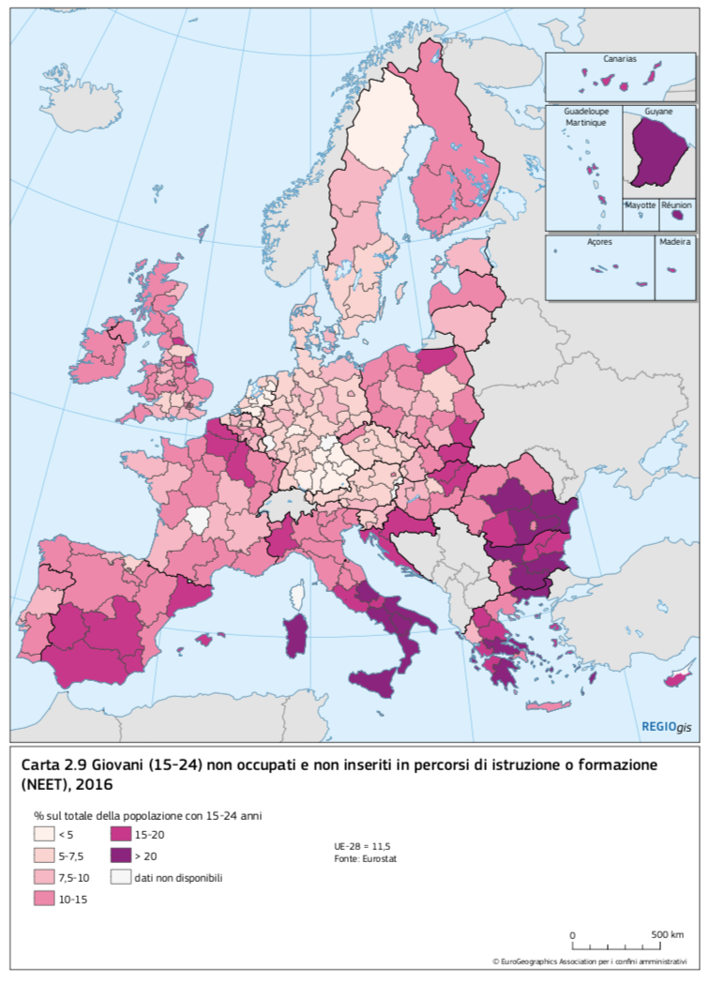 Canarias
Guadeloupe
Martinique
Guyane
Mayotte
Réunion
Açores
Madeira
REGIOgis
Carta 2.9 Giovani (15-24) non occupati e non inseriti in percorsi di istruzione o formazione
(NEET), 2016
% sul totale della popolazione con 15-24 anni
< 5
5-7,5
7,5-10
10-15
15-20
> 20
dati non disponibili
UE-28 = 11,5
Fonte: Eurostat
0
500 km
© EuroGeographics Association per i confini amministrativi